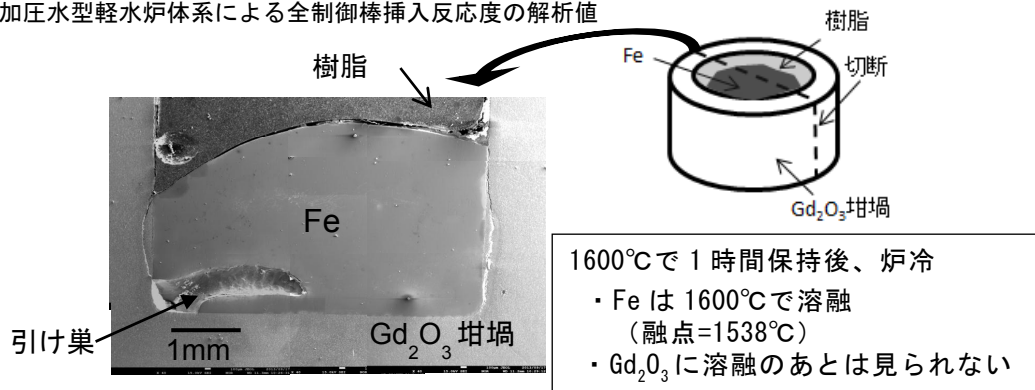 加圧水型軽水炉体系による全制御棒挿入反応度の解析値
樹脂
Fe
樹脂
切断
Gd₂O₃坩堝
Fe
引け巣
1mm
Gd₂O₃坩堝
1600℃で1時間保持後、炉冷
・Feは1600℃で溶融
（融点=1538℃）
・Gd₂O₃に溶融のあとは見られない